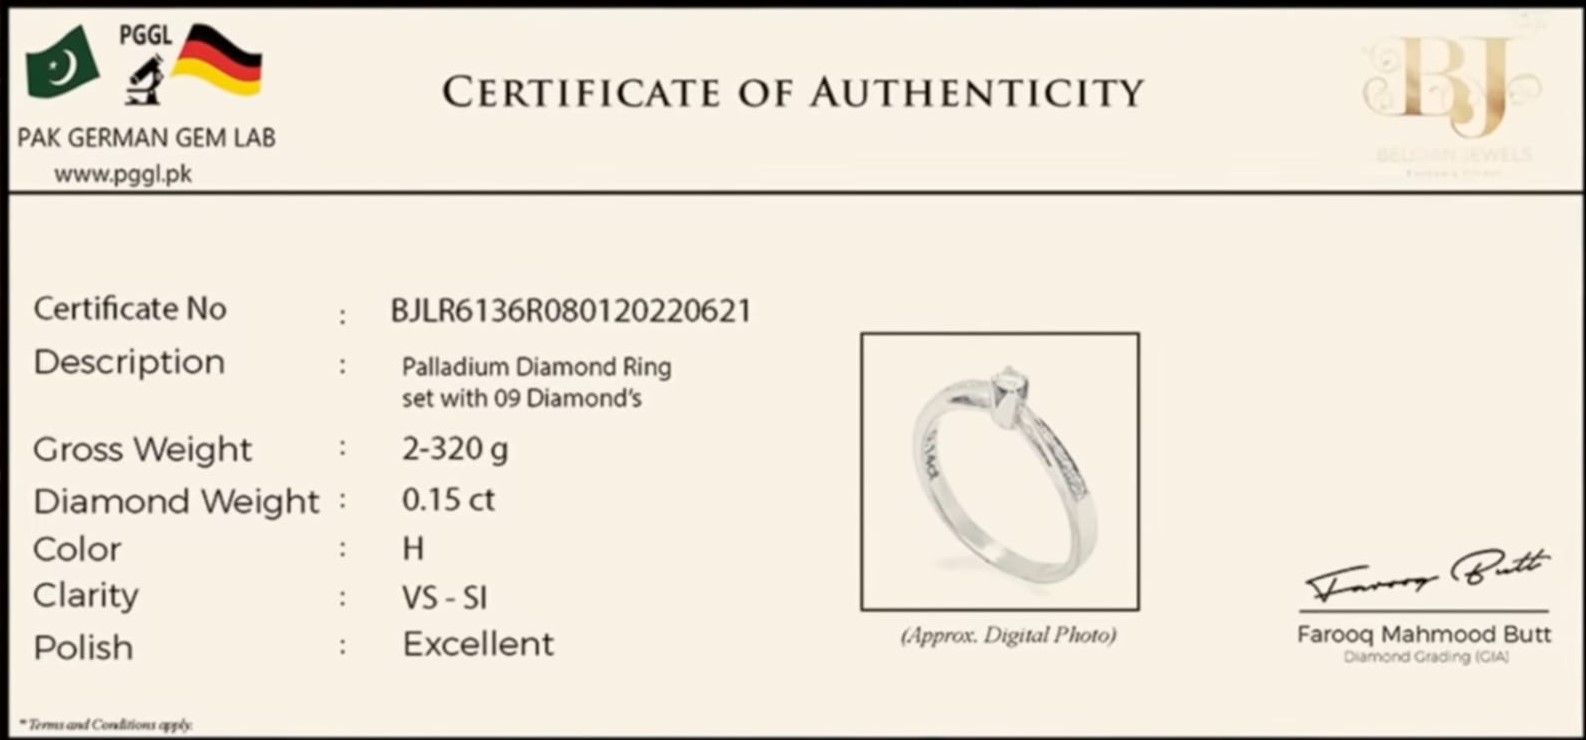 PGGL
PAK GERMAN GEM LAB
www.pggl.pk
CERTIFICATE OF AUTHENTICITY
BJ
JEWELS
Certificate No : BJLR6136R080120220621
Description : Palladium Diamond Ring
set with 09 Diamond's
Gross Weight : 2-320 g
Diamond Weight : 0.15 ct
Color : H
Clarity : VS - SI
Polish : Excellent
(Approx. Digital Photo)
Farooq Butt
Farooq Mahmood Butt
Diamond Grading (GIA)
*Terms and Conditions apply.